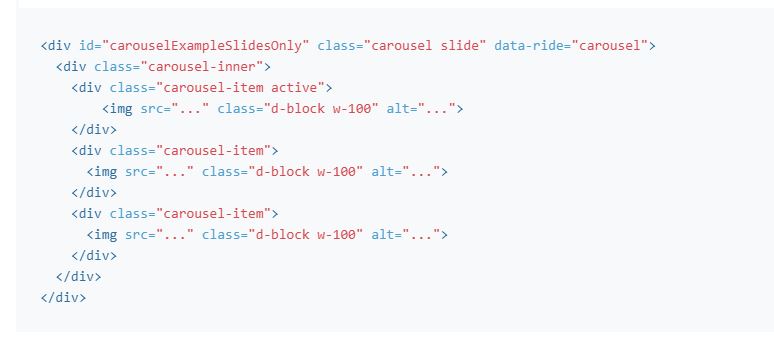 <div id="carouselExampleSlidesOnly" class="carousel slide" data-ride="carousel">
  <div class="carousel-inner">
    <div class="carousel-item active">
        <img src="..." class="d-block w-100" alt="...">
    </div>
    <div class="carousel-item">
      <img src="..." class="d-block w-100" alt="...">
    </div>
    <div class="carousel-item">
      <img src="..." class="d-block w-100" alt="...">
    </div>
  </div>
</div>